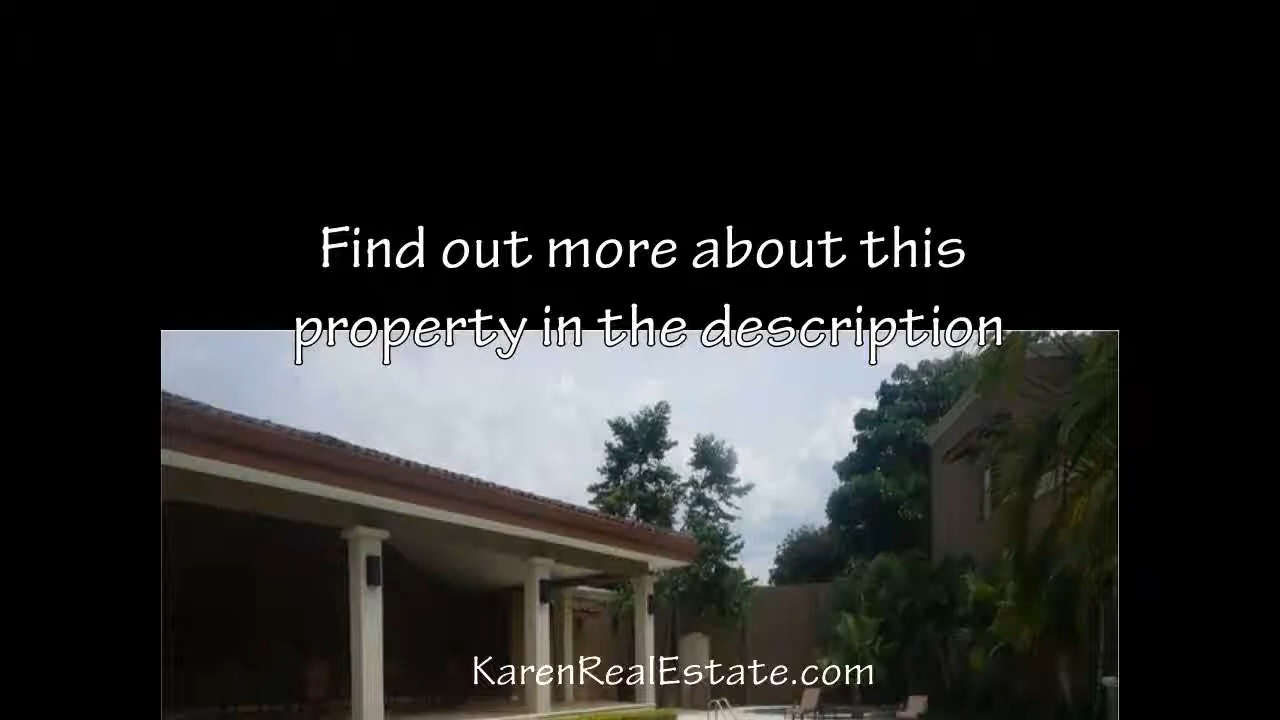 Find out more about this
property in the description
KarenRealEstate.com